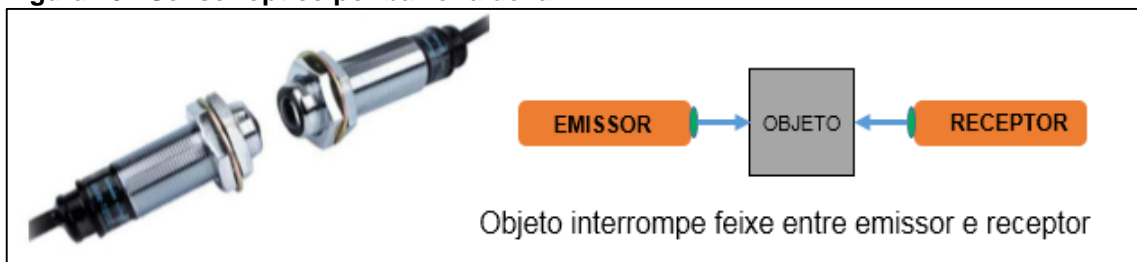 EMISSOR
OBJETO
RECEPTOR
Objeto interrompe feixe entre emissor e receptor